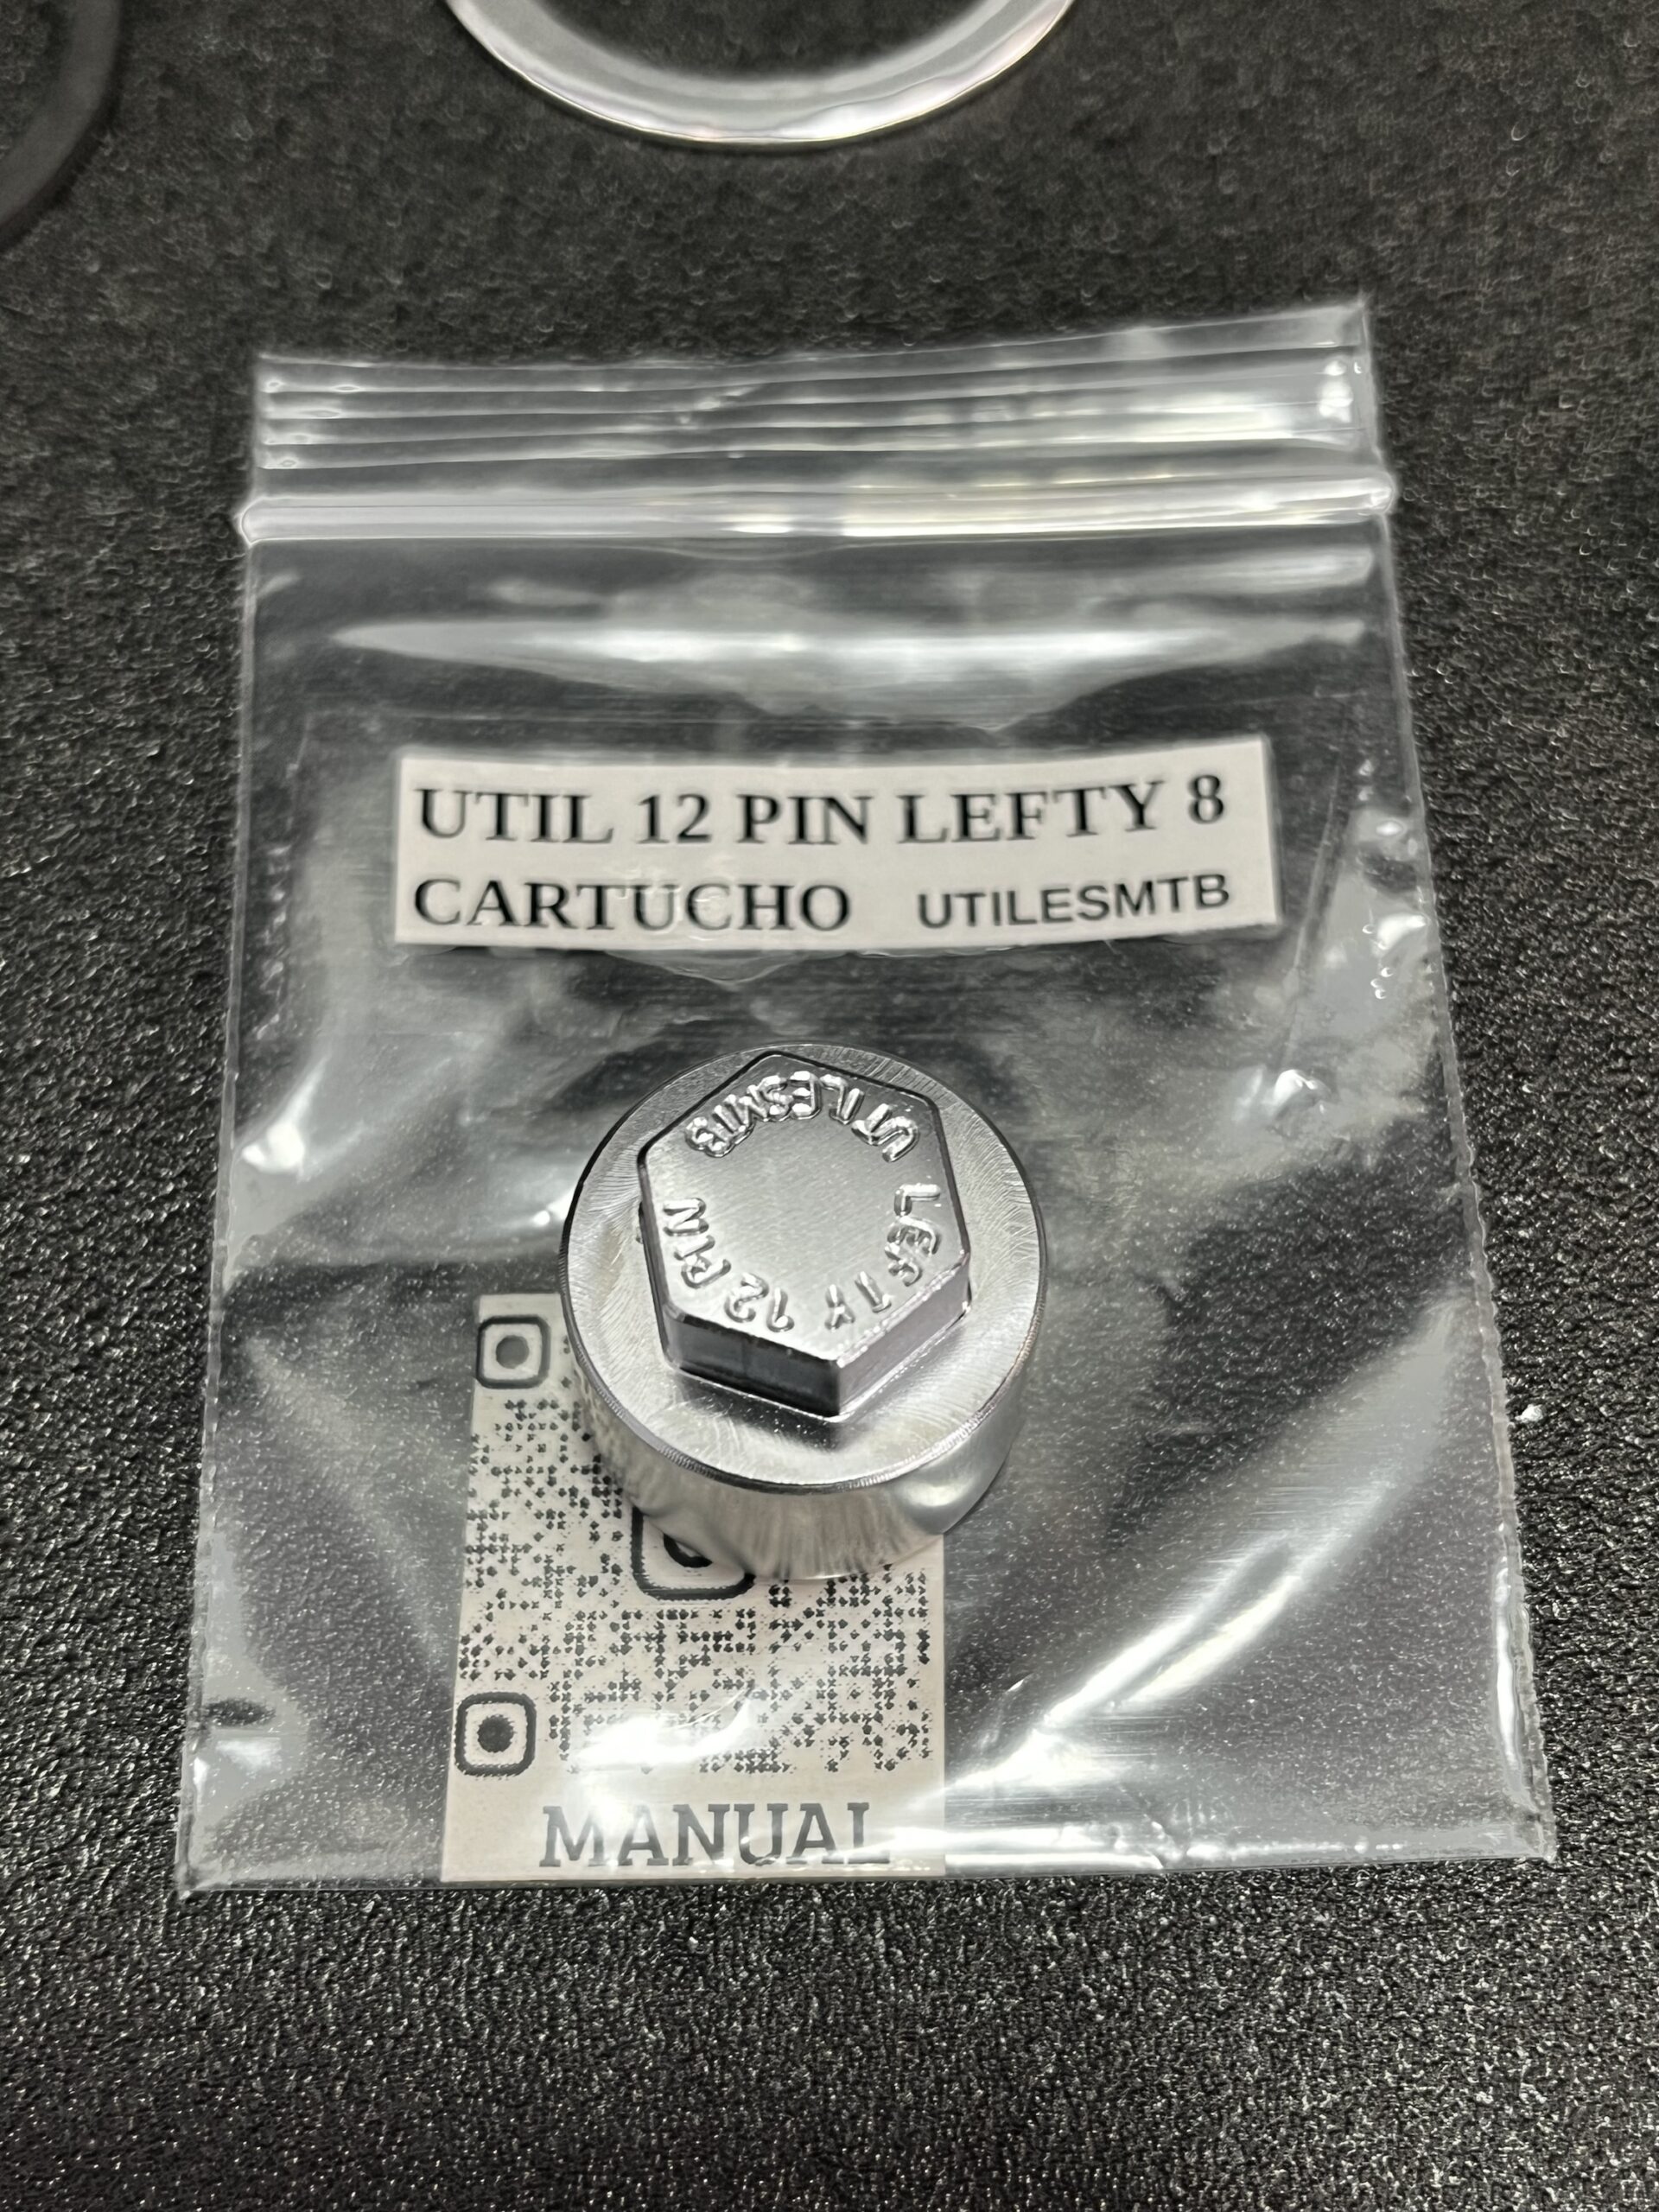 UTIL 12 PIN LEFTY 8
CARTUCHO UTILESMTB
UTILESMTB
LEFTY 12 PIN
MANUAL